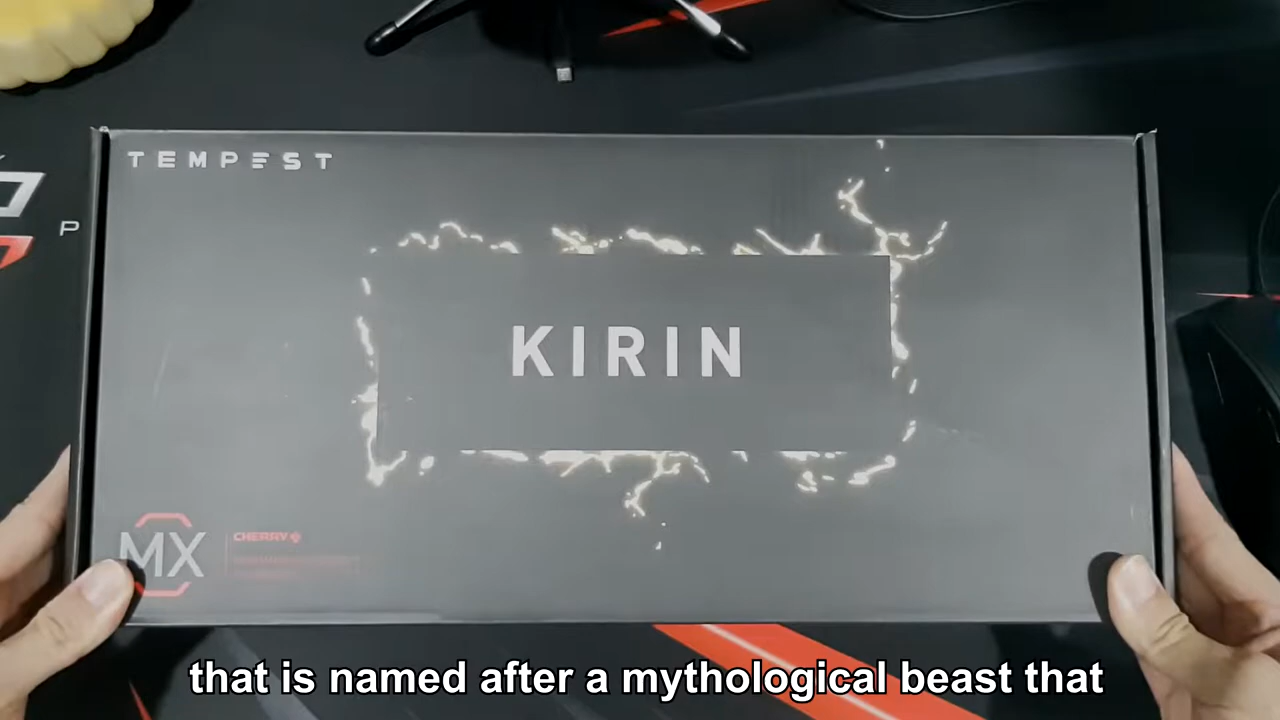 TEMPEST
P
KIRIN
MX
CHERRY
that is named after a mythological beast that